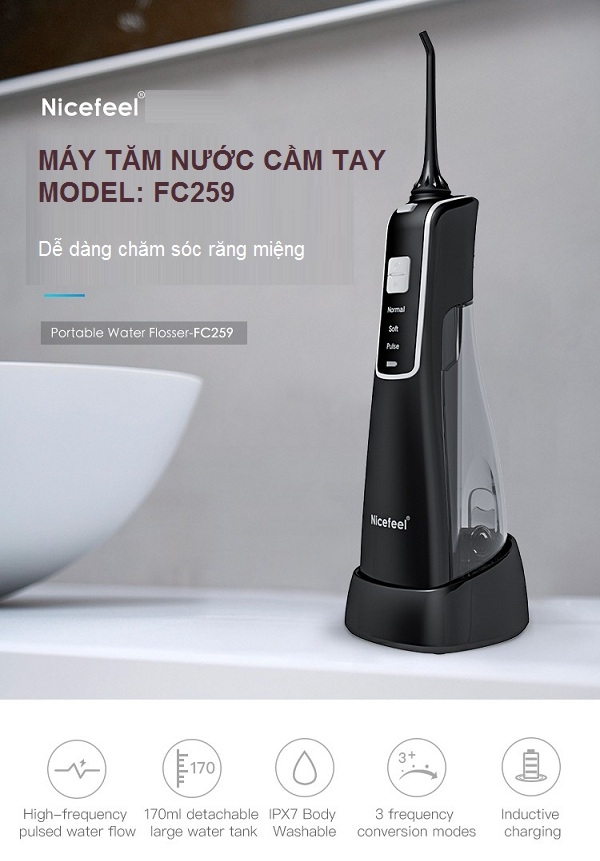 Nicefeel®
MÁY TĂM NƯỚC CẦM TAY
MODEL: FC259
Dễ dàng chăm sóc răng miệng
Portable Water Flosser-FC259
Normal
Soft
Pulse
Nicefeel®
170
3+
High-frequency
pulsed water flow
170ml detachable
large water tank
IPX7 Body
Washable
3 frequency
conversion modes
Inductive
charging